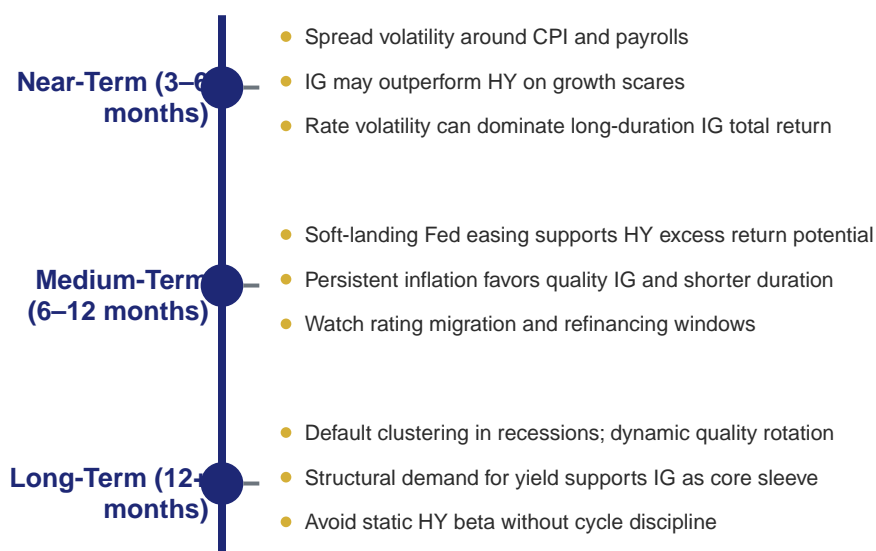 Spread volatility around CPI and payrolls
Near-Term (3–6
months)
IG may outperform HY on growth scares
Rate volatility can dominate long-duration IG total return
Soft-landing Fed easing supports HY excess return potential
Medium-Term
(6–12 months)
Persistent inflation favors quality IG and shorter duration
Watch rating migration and refinancing windows
Default clustering in recessions; dynamic quality rotation
Long-Term (12+
months)
Structural demand for yield supports IG as core sleeve
Avoid static HY beta without cycle discipline